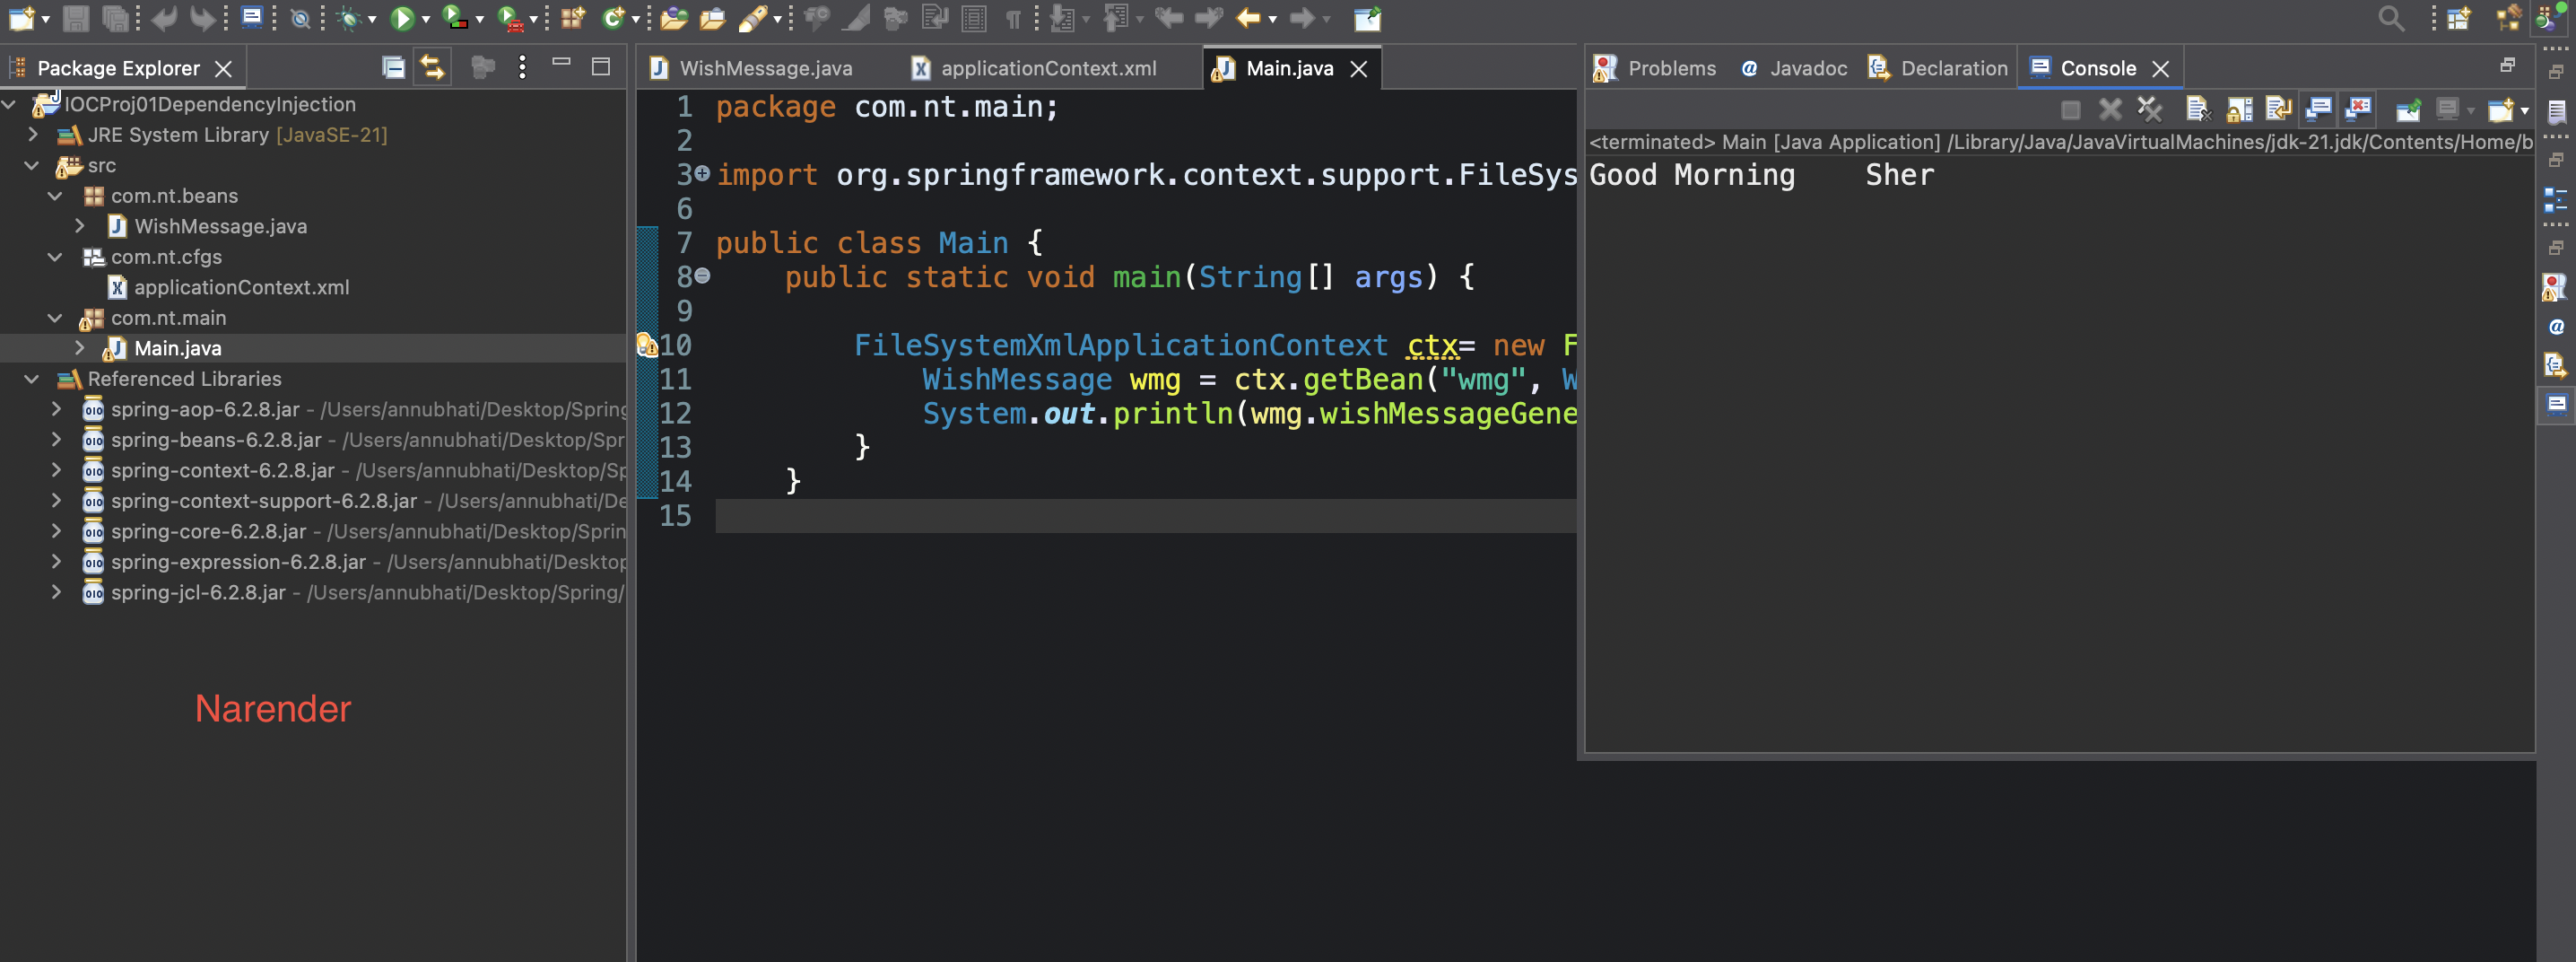 Package Explorer
IOCProj01DependencyInjection
JRE System Library [JavaSE-21]
src
com.nt.beans
WishMessage.java
com.nt.cfgs
applicationContext.xml
com.nt.main
Main.java
Referenced Libraries
spring-aop-6.2.8.jar - /Users/annubhati/Desktop/Spring
spring-beans-6.2.8.jar - /Users/annubhati/Desktop/Spr
spring-context-6.2.8.jar - /Users/annubhati/Desktop/Sp
spring-context-support-6.2.8.jar - /Users/annubhati/De
spring-core-6.2.8.jar - /Users/annubhati/Desktop/Sprin
spring-expression-6.2.8.jar - /Users/annubhati/Desktop
spring-jcl-6.2.8.jar - /Users/annubhati/Desktop/Spring/
Narender
WishMessage.java applicationContext.xml Main.java
1 package com.nt.main;
2
3 import org.springframework.context.support.FileSys
6
7 public class Main {
8 public static void main(String[] args) {
9
10 FileSystemXmlApplicationContext ctx= new F
11 WishMessage wmg = ctx.getBean("wmg", W
12 System.out.println(wmg.wishMessageGene
13 }
14 }
15
Problems @ Javadoc Declaration Console
<terminated> Main [Java Application] /Library/Java/JavaVirtualMachines/jdk-21.jdk/Contents/Home/b
Good Morning    Sher